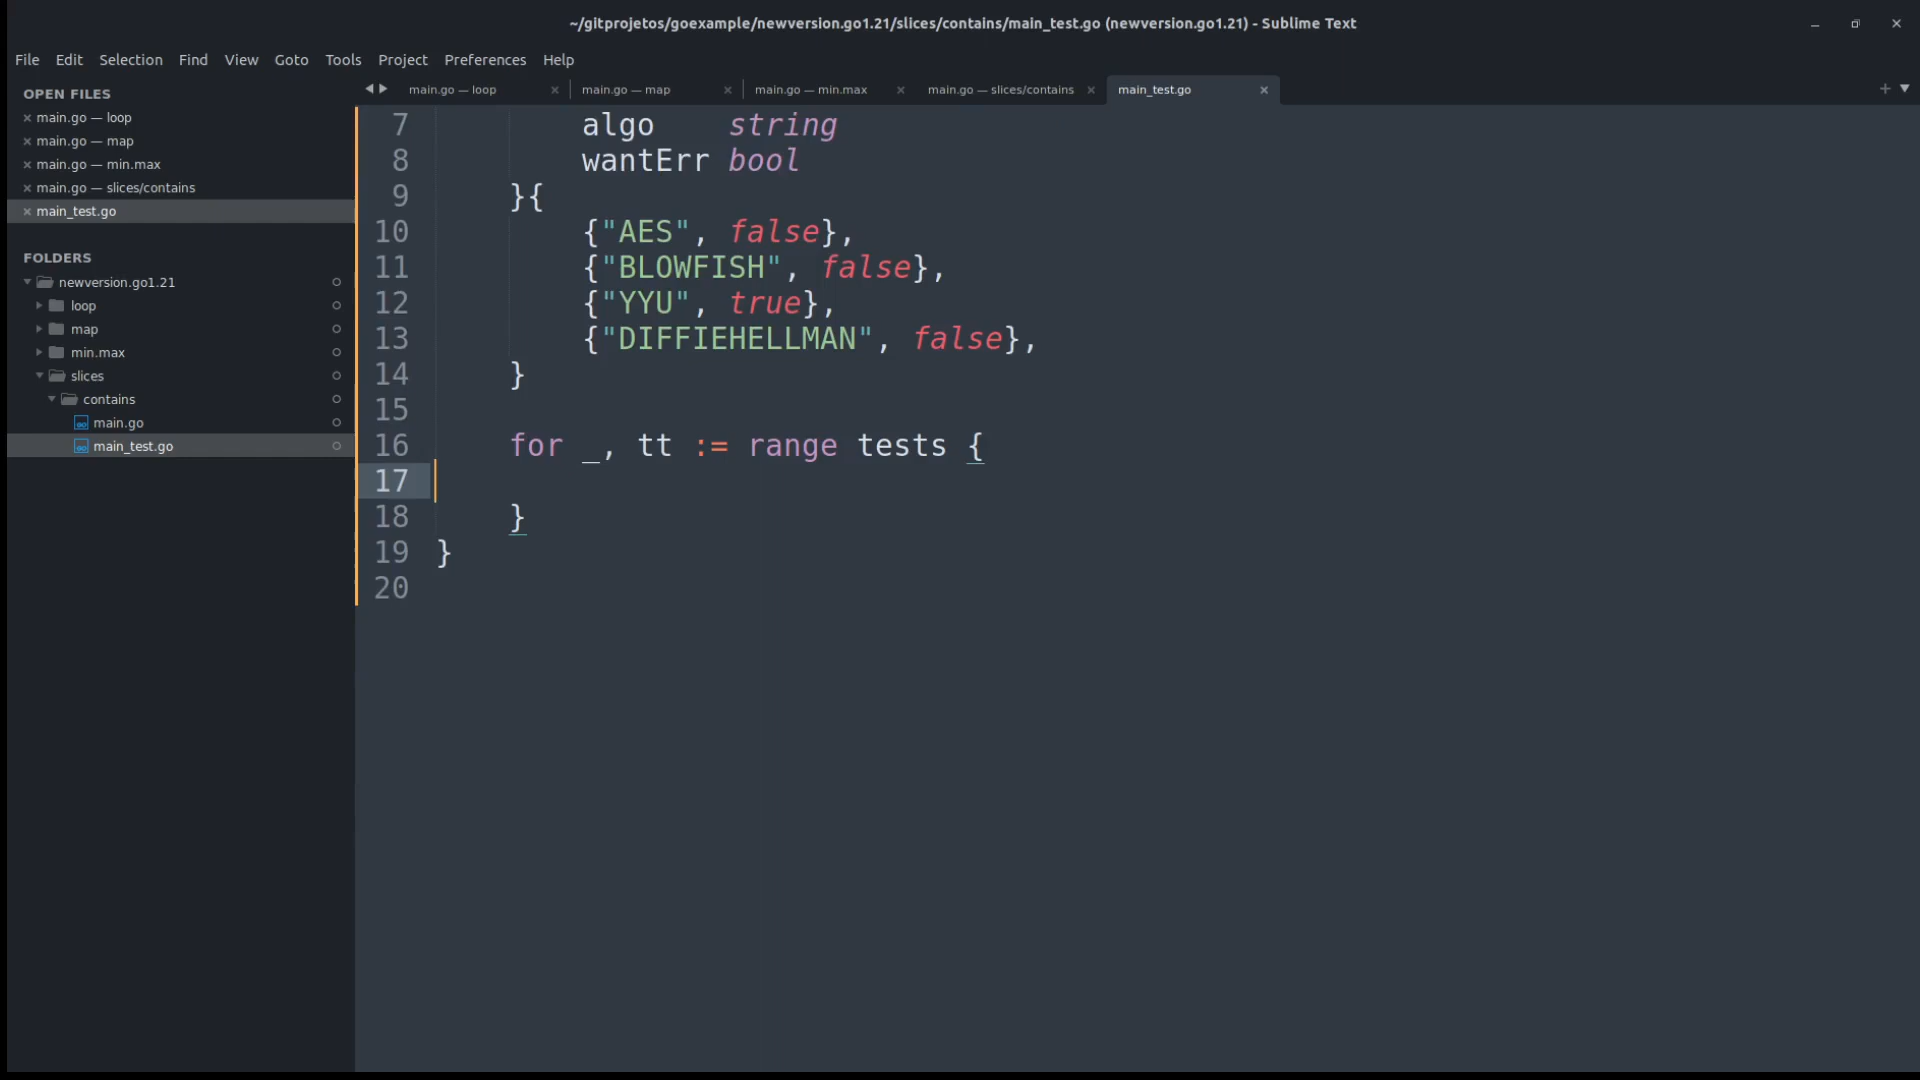 ~/gitprojetos/goexample/newversion.go1.21/slices/contains/main_test.go (newversion.go1.21) - Sublime Text
File Edit Selection Find View Goto Tools Project Preferences Help
OPEN FILES
main.go — loop
main.go — map
main.go — min.max
main.go — slices/contains
main_test.go
FOLDERS
newversion.go1.21
loop
map
min.max
slices
contains
main.go
main_test.go
main.go — loop main.go — map main.go — min.max main.go — slices/contains main_test.go
7 algo string
8 wantErr bool
9 }{
10 {"AES", false},
11 {"BLOWFISH", false},
12 {"YYU", true},
13 {"DIFFIEHELLMAN", false},
14 }
15
16 for _, tt := range tests {
17
18 }
19 }
20